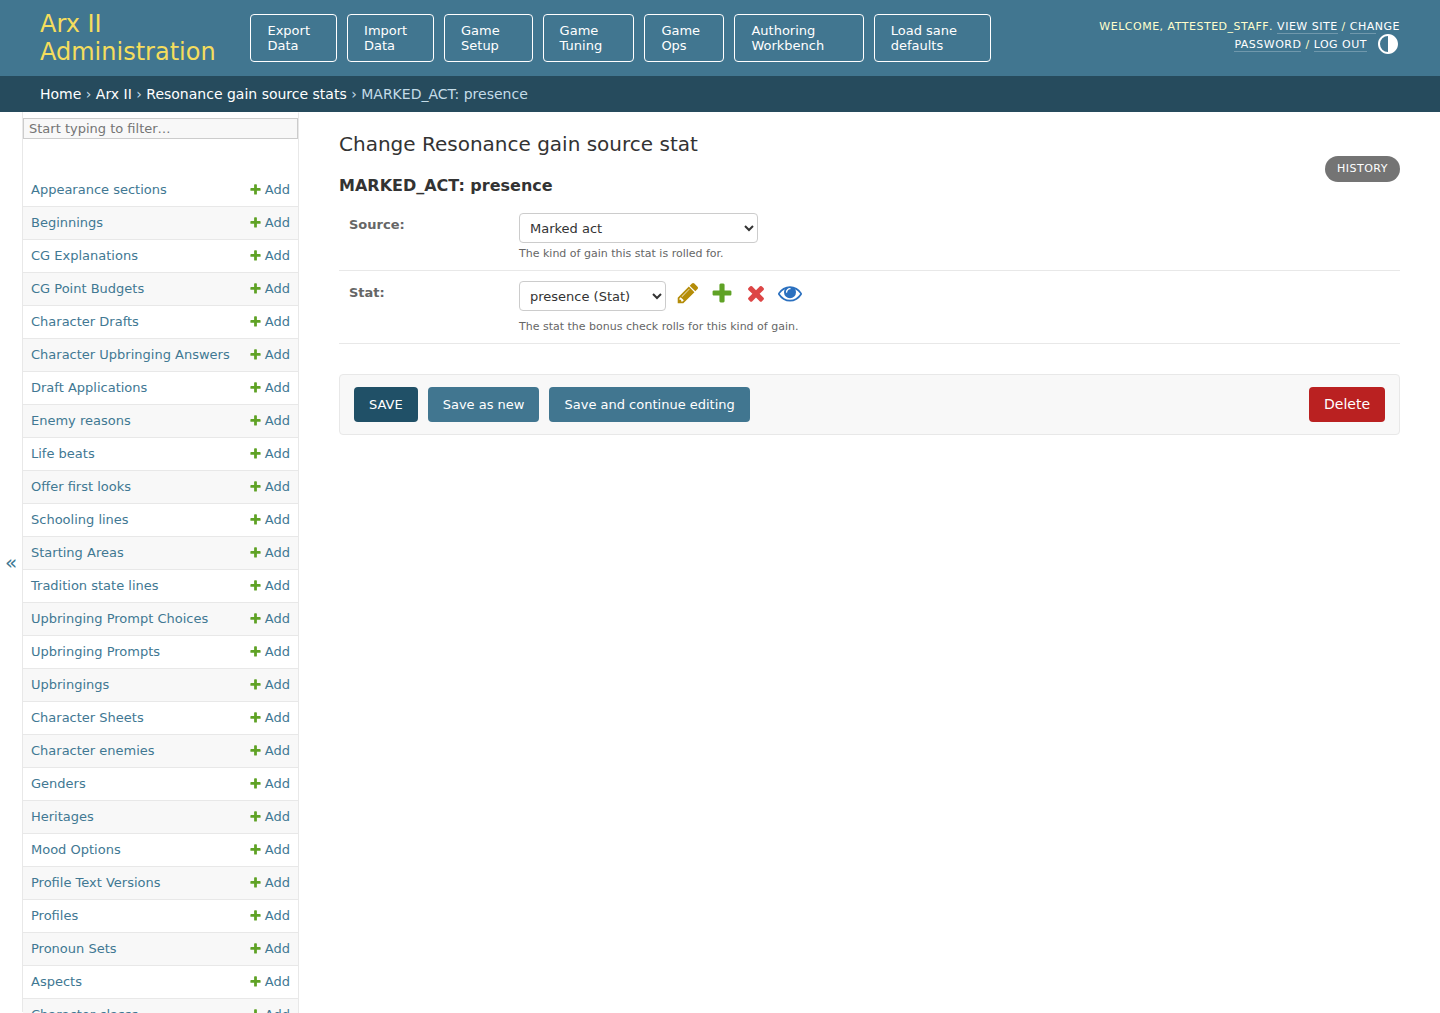 Arx II Administration
Export Data
Import Data
Game Setup
Game Tuning
Game Ops
Authoring Workbench
Load sane defaults
WELCOME, ATTESTED_STAFF. VIEW SITE / CHANGE PASSWORD / LOG OUT
Home › Arx II › Resonance gain source stats › MARKED_ACT: presence
Start typing to filter…
Appearance sections Add
Beginnings Add
CG Explanations Add
CG Point Budgets Add
Character Drafts Add
Character Upbringing Answers Add
Draft Applications Add
Enemy reasons Add
Life beats Add
Offer first looks Add
Schooling lines Add
Starting Areas Add
Tradition state lines Add
Upbringing Prompt Choices Add
Upbringing Prompts Add
Upbringings Add
Character Sheets Add
Character enemies Add
Genders Add
Heritages Add
Mood Options Add
Profile Text Versions Add
Profiles Add
Pronoun Sets Add
Aspects Add
«
Change Resonance gain source stat
HISTORY
MARKED_ACT: presence
Source: Marked act
The kind of gain this stat is rolled for.
Stat: presence (Stat)
The stat the bonus check rolls for this kind of gain.
SAVE
Save as new
Save and continue editing
Delete